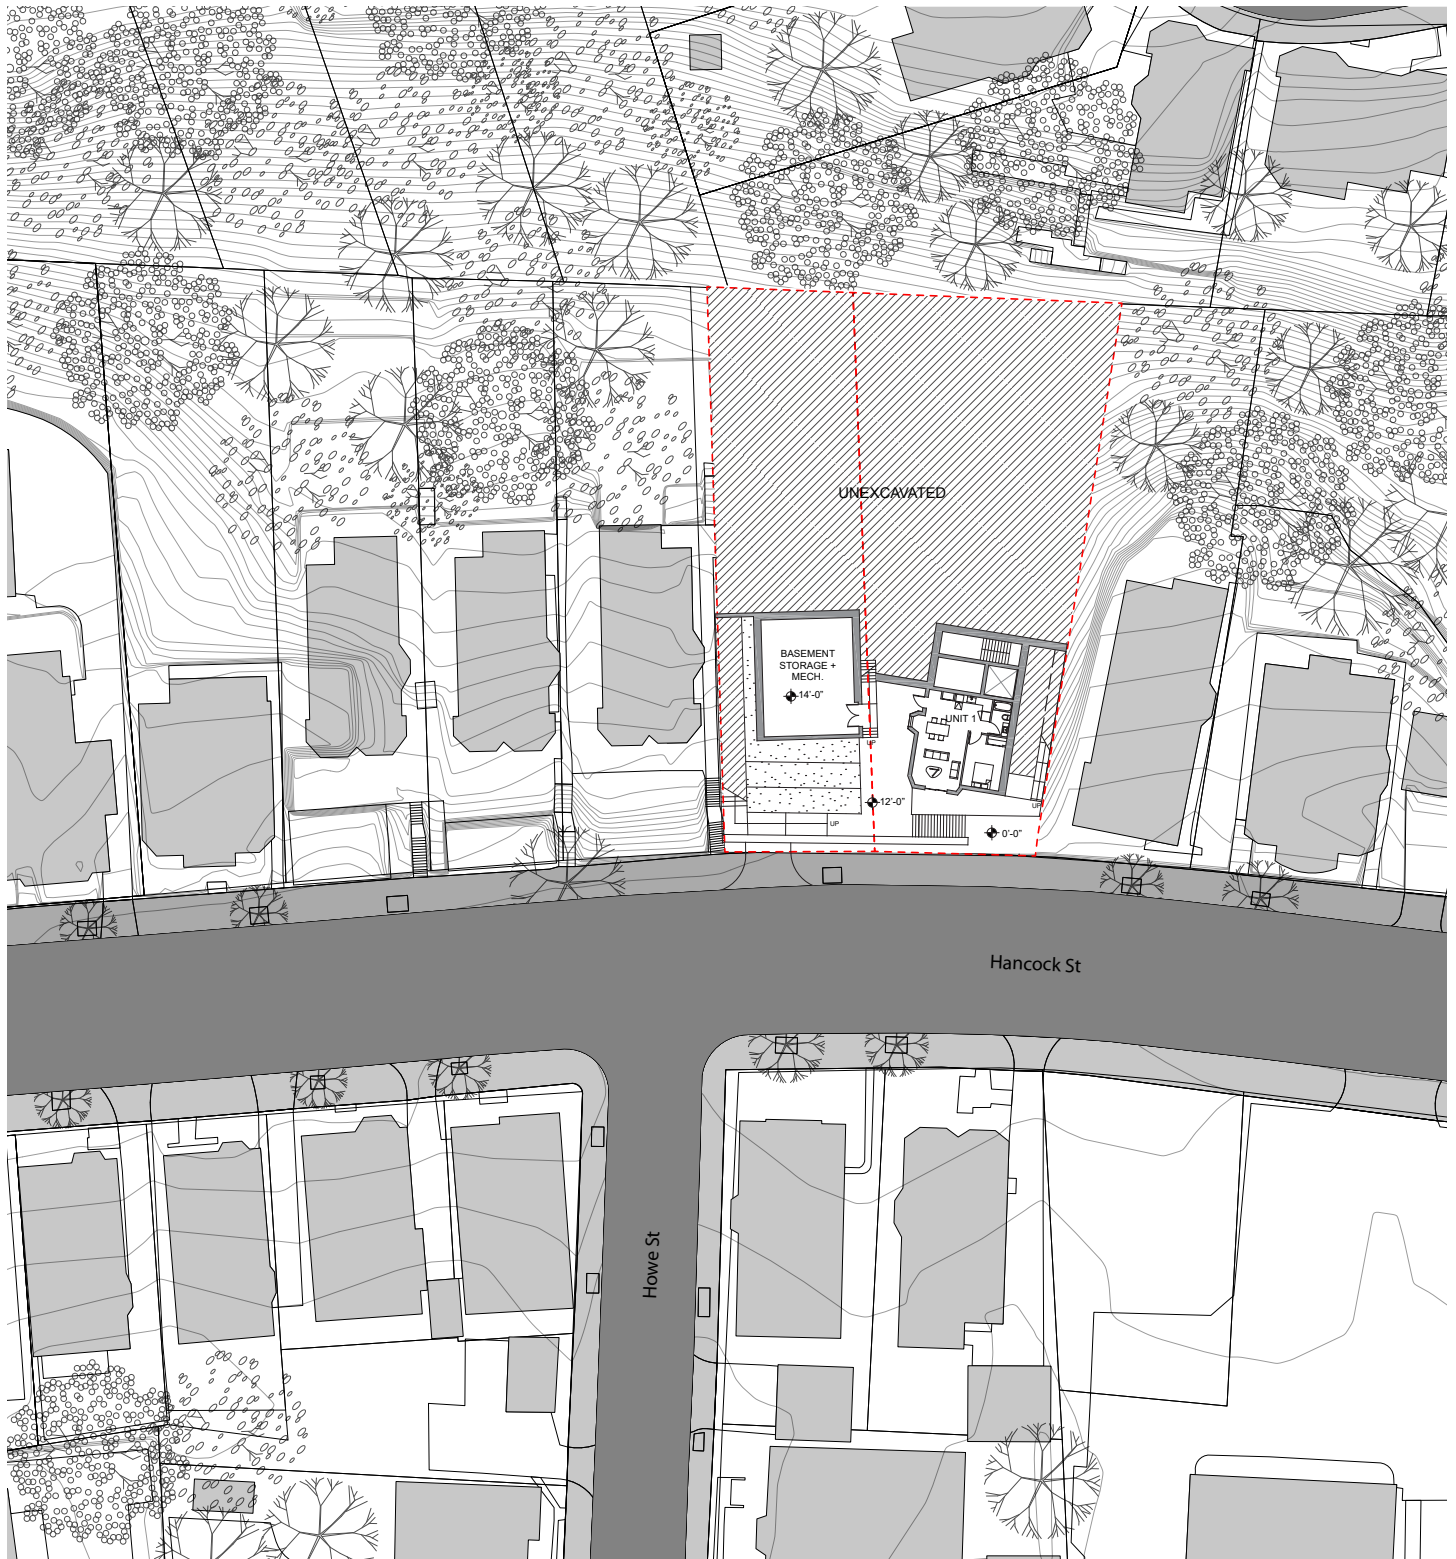 UNEXCAVATED
BASEMENT
STORAGE +
MECH.
14'-0"
UNIT 1
UP
12'-0"
UP
UP
0'-0"
Hancock St
Howe St